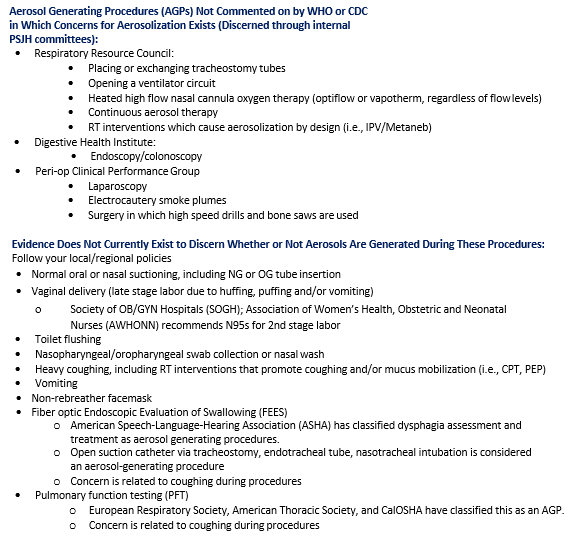 Aerosol Generating Procedures (AGPs) Not Commented on by WHO or CDC
in Which Concerns for Aerosolization Exists (Discerned through internal
PSJH committees):
• Respiratory Resource Council:
• Placing or exchanging tracheostomy tubes
• Opening a ventilator circuit
• Heated high flow nasal cannula oxygen therapy (optiflow or vapotherm, regardless of flow levels)
• Continuous aerosol therapy
• RT interventions which cause aerosolization by design (i.e., IPV/Metaneb)
• Digestive Health Institute:
• Endoscopy/colonoscopy
• Peri-op Clinical Performance Group
• Laparoscopy
• Electrocautery smoke plumes
• Surgery in which high speed drills and bone saws are used
Evidence Does Not Currently Exist to Discern Whether or Not Aerosols Are Generated During These Procedures:
Follow your local/regional policies
• Normal oral or nasal suctioning, including NG or OG tube insertion
• Vaginal delivery (late stage labor due to huffing, puffing and/or vomiting)
o Society of OB/GYN Hospitals (SOGH); Association of Women's Health, Obstetric and Neonatal
Nurses (AWHONN) recommends N95s for 2nd stage labor
• Toilet flushing
• Nasopharyngeal/oropharyngeal swab collection or nasal wash
• Heavy coughing, including RT interventions that promote coughing and/or mucus mobilization (i.e., CPT, PEP)
• Vomiting
• Non-rebreather facemask
• Fiber optic Endoscopic Evaluation of Swallowing (FEES)
o American Speech-Language-Hearing Association (ASHA) has classified dysphagia assessment and
treatment as aerosol generating procedures.
o Open suction catheter via tracheostomy, endotracheal tube, nasotracheal intubation is considered
an aerosol-generating procedure
o Concern is related to coughing during procedures
• Pulmonary function testing (PFT)
o European Respiratory Society, American Thoracic Society, and CalOSHA have classified this as an AGP.
o Concern is related to coughing during procedures